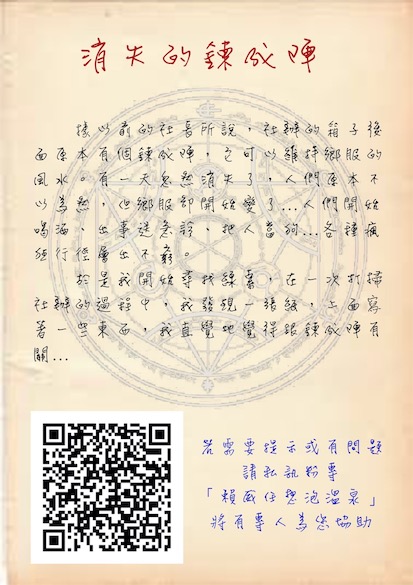 消失的鍊成陣
據以前的社長所說，社辦的箱子後
面原本有個鍊成陣，它可以維持鄉服的
風水。有一天忽然消失了，人們原本不
以為然，但鄉服卻開始變了...人們開始
喝酒，出事送急診，把人當狗...各種瘋
狂行徑層出不窮。
於是我開始尋找線索，在一次打掃
社辦的過程中，我發現一張紙，上面寫
著一些東西，我直覺地覺得跟鍊成陣有
關...
若需要提示或有問題
請私訊粉專
「賴威任想泡溫泉」
將有專人為您協助